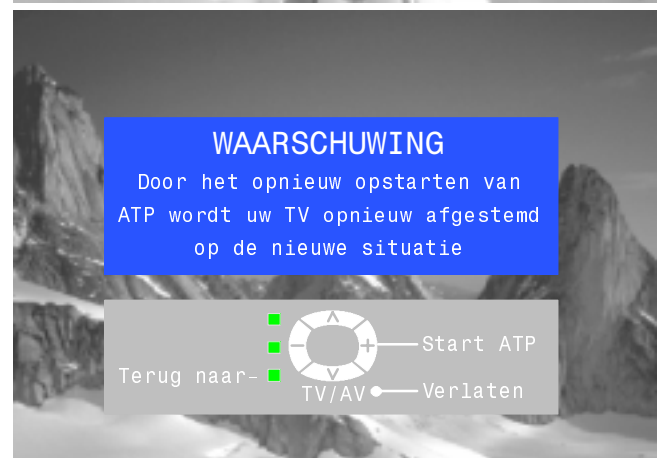 WAARSCHUWING
Door het opnieuw opstarten van
ATP wordt uw TV opnieuw afgestemd
op de nieuwe situatie
Start ATP
Terug naar-
TV/AV Verlaten